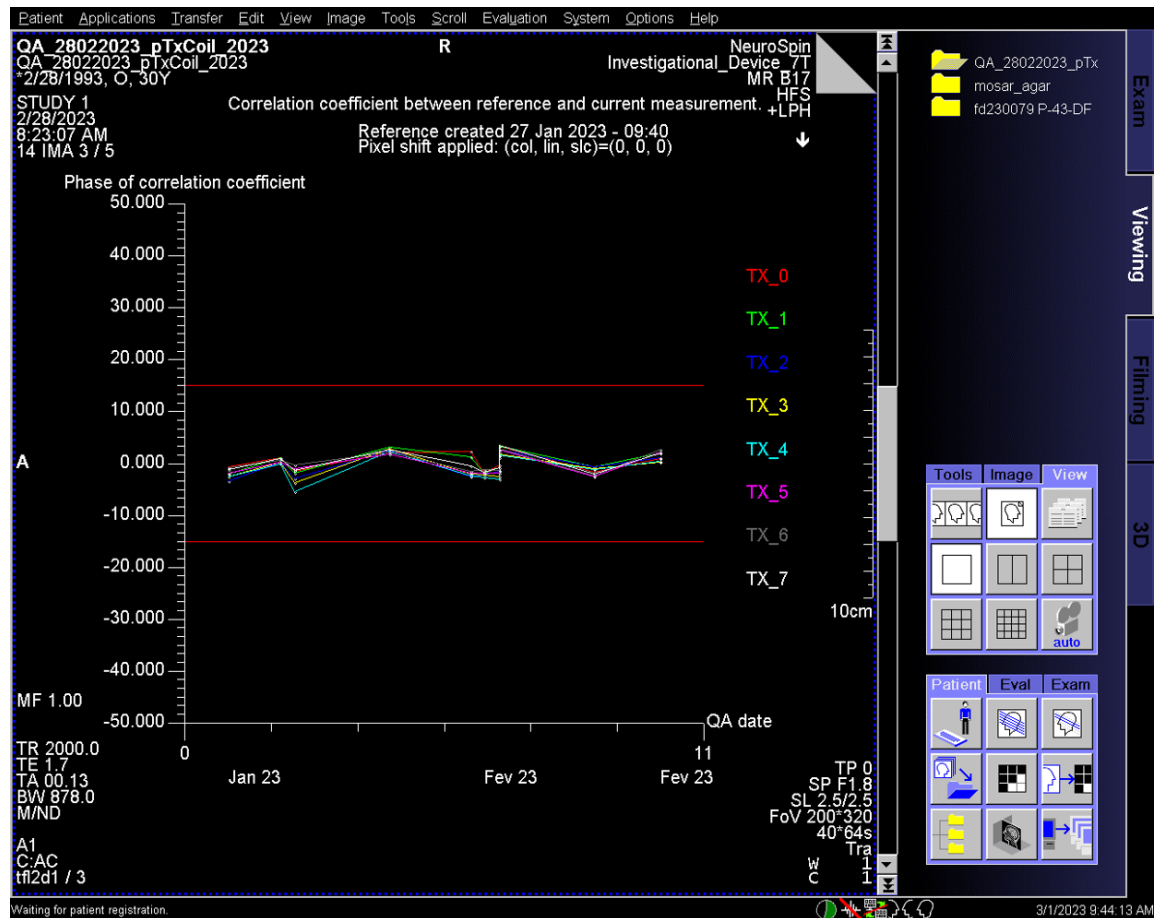 Patient Applications Transfer Edit View Image Tools Scroll Evaluation System Options Help
QA_28022023_pTxCoil_2023
QA_28022023_pTxCoil_2023
*2/28/1993, O, 30Y
STUDY 1
2/28/2023
8:23:07 AM
14 IMA 3 / 5
R
NeuroSpin
Investigational_Device_7T
MR B17
HFS
+LPH
Correlation coefficient between reference and current measurement.
Reference created 27 Jan 2023 - 09:40
Pixel shift applied: (col, lin, slc)=(0, 0, 0)
Phase of correlation coefficient
50.000
40.000
30.000
20.000
10.000
0.000
-10.000
-20.000
-30.000
-40.000
-50.000
A
TX_0
TX_1
TX_2
TX_3
TX_4
TX_5
TX_6
TX_7
10cm
QA date
0
11
Jan 23
Fev 23
Fev 23
MF 1.00
TR 2000.0
TE 1.7
TA 00.13
BW 878.0
M/ND
A1
C:AC
tfl2d1 / 3
TP 0
SP F1.8
SL 2.5/2.5
FoV 200*320
40*64s
Tra
W 1
C 1
QA_28022023_pTx
mosar_agar
fd230079 P-43-DF
Exam
Viewing
Filming
3D
Tools Image View
auto
Patient Eval Exam
Waiting for patient registration.
3/1/2023 9:44:13 AM